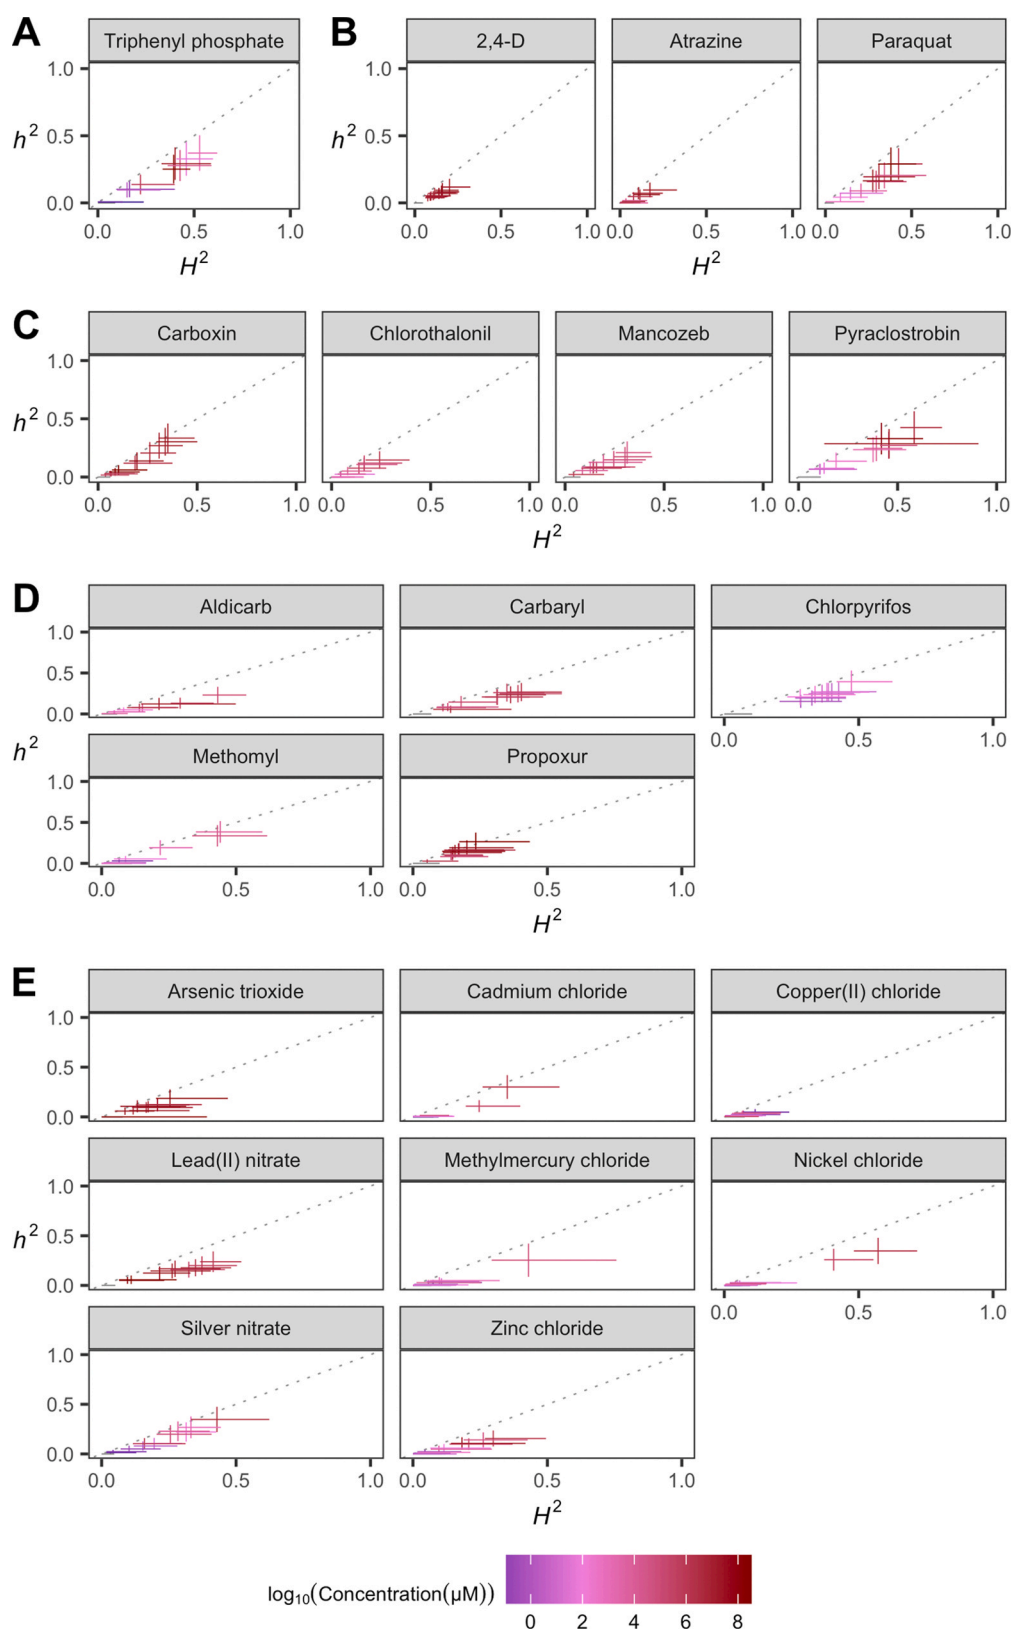 A
B
Triphenyl phosphate
2,4-D
Atrazine
Paraquat
1.0
0.5
0.0
h²
1.0
0.5
0.0
h²
0.0 0.5 1.0
0.0 0.5 1.0
0.0 0.5 1.0
0.0 0.5 1.0
H²
H²
C
Carboxin
Chlorothalonil
Mancozeb
Pyraclostrobin
1.0
0.5
0.0
h²
0.0 0.5 1.0
0.0 0.5 1.0
0.0 0.5 1.0
0.0 0.5 1.0
H²
D
Aldicarb
Carbaryl
Chlorpyrifos
1.0
0.5
0.0
0.0 0.5 1.0
h²
Methomyl
Propoxur
1.0
0.5
0.0
0.0 0.5 1.0
0.0 0.5 1.0
H²
E
Arsenic trioxide
Cadmium chloride
Copper(II) chloride
1.0
0.5
0.0
Lead(II) nitrate
Methylmercury chloride
Nickel chloride
1.0
0.5
0.0
h²
0.0 0.5 1.0
Silver nitrate
Zinc chloride
1.0
0.5
0.0
0.0 0.5 1.0
0.0 0.5 1.0
H²
log₁₀(Concentration(μM))
0 2 4 6 8